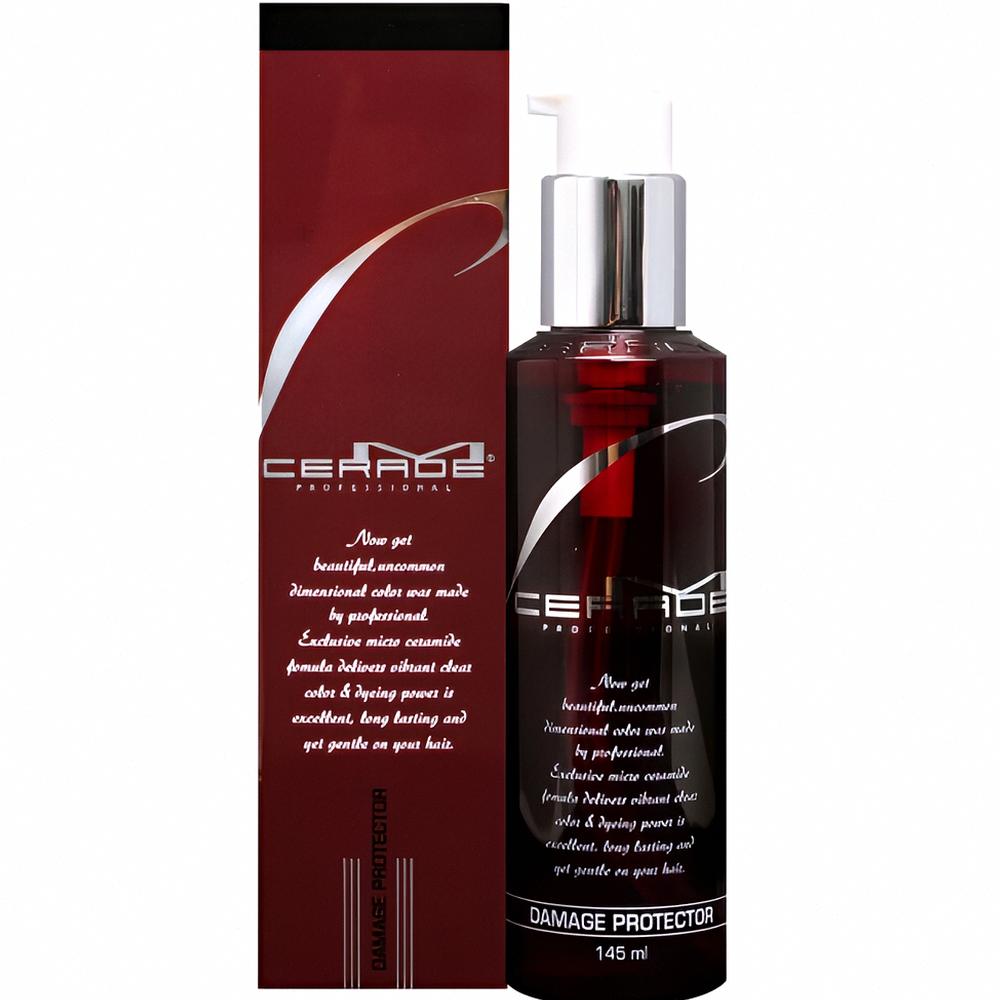 M
CERADE®
PROFESSIONAL
Now get
beautiful,uncommon
dimensional color was made
by professional.
Exclusive micro ceramide
fomula delivers vibrant clear
color & dyeing power is
excellent, long lasting and
yet gentle on your hair.
DAMAGE PROTECTOR
M
CERADE
PROFESSIONAL
Now get
beautiful,uncommon
dimensional color was made
by professional.
Exclusive micro ceramide
fomula delivers vibrant clear
color & dyeing power is
excellent, long lasting and
yet gentle on your hair.
DAMAGE PROTECTOR
145 ml